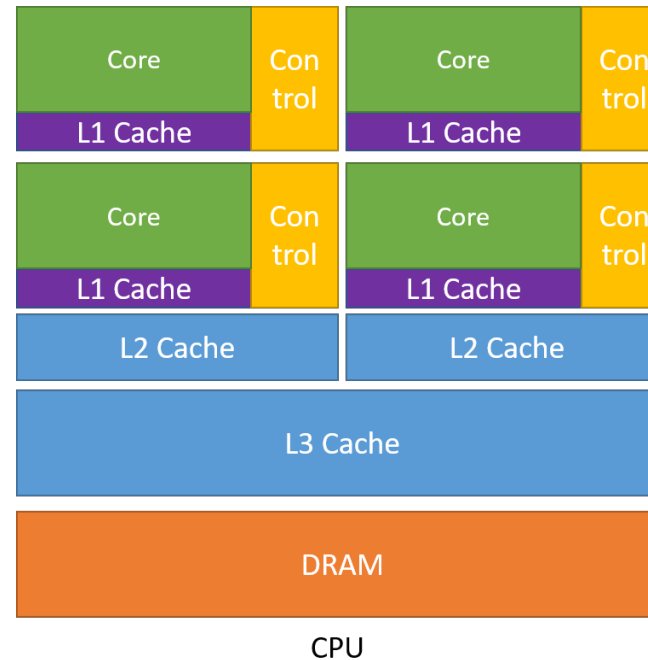 Core
Con
trol
L1 Cache
Core
Con
trol
L1 Cache
Core
Con
trol
L1 Cache
Core
Con
trol
L1 Cache
L2 Cache
L2 Cache
L3 Cache
DRAM
CPU